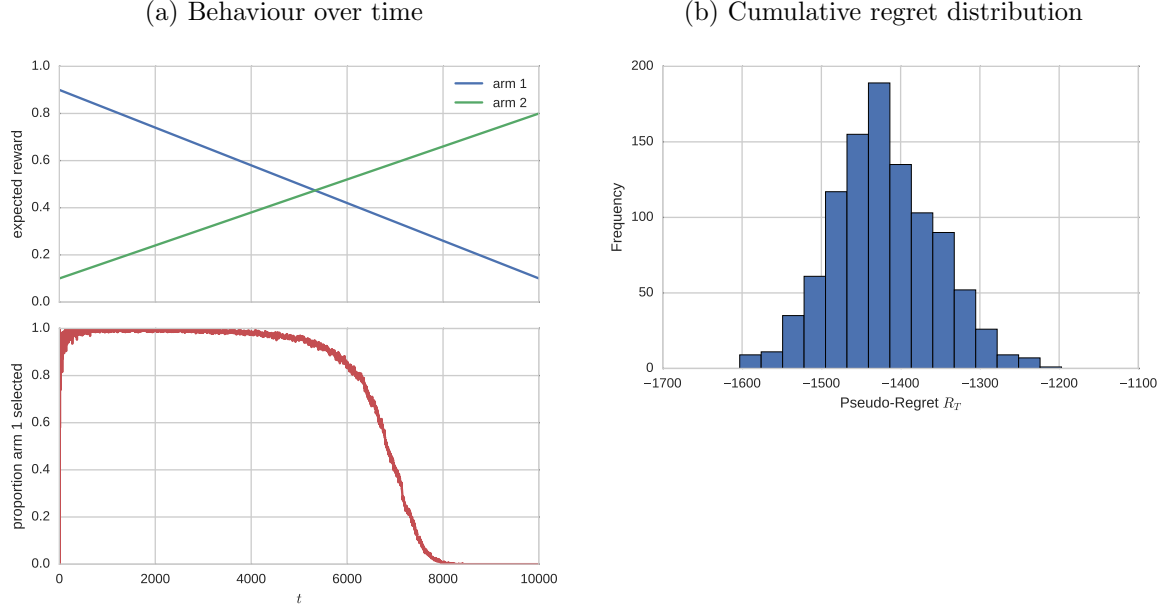 (a) Behaviour over time
1.0
0.8
0.6
0.4
0.2
0.0
expected reward
arm 1
arm 2
1.0
0.8
0.6
0.4
0.2
0.0
proportion arm 1 selected
0 2000 4000 6000 8000 10000
t
(b) Cumulative regret distribution
200
150
100
50
0
Frequency
−1700 −1600 −1500 −1400 −1300 −1200 −1100
Pseudo-Regret R_T